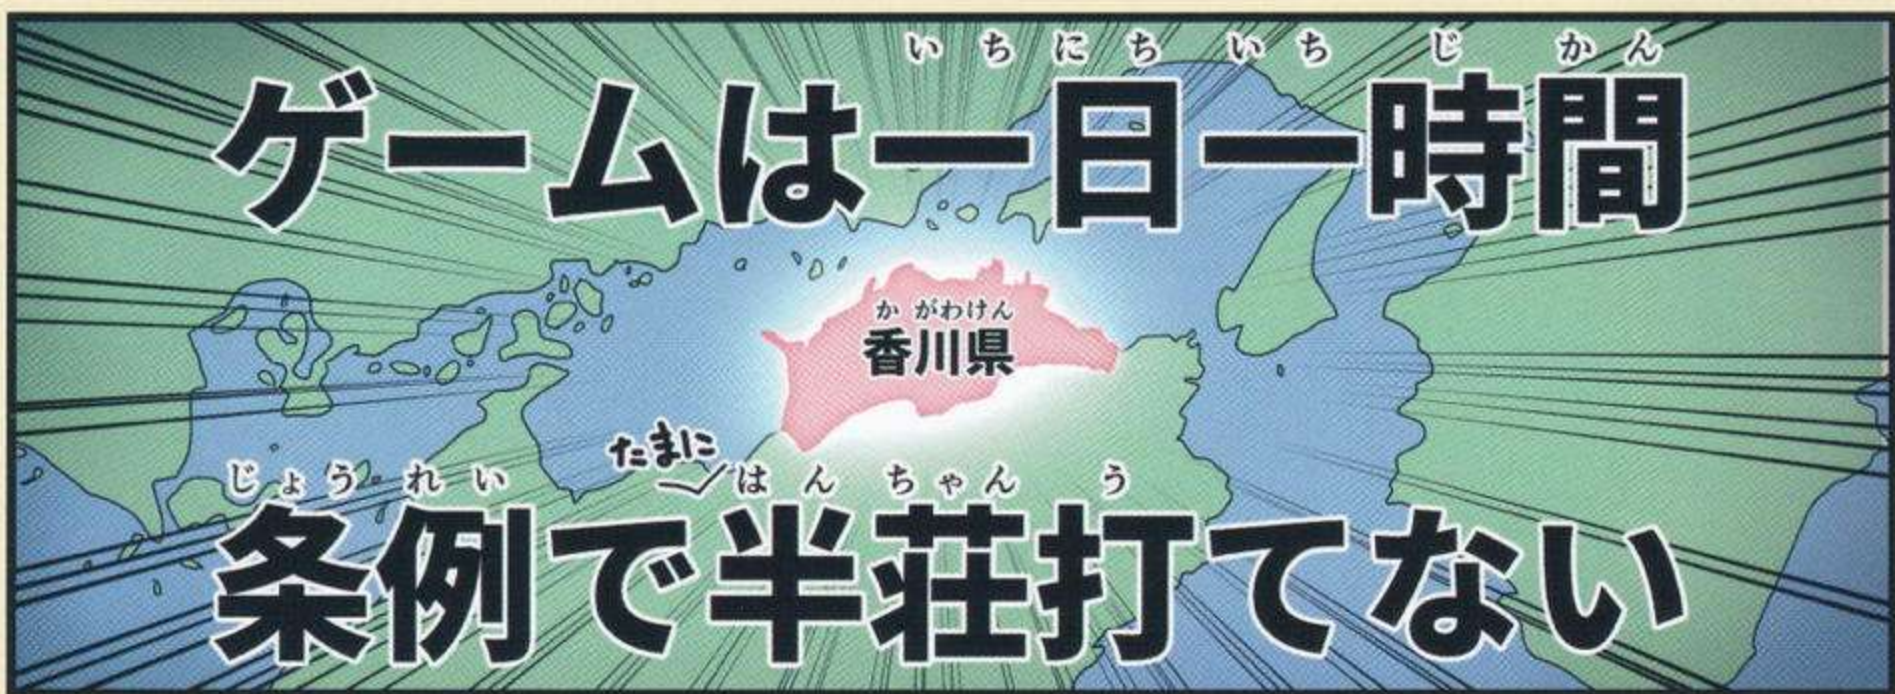 いちにちいちじかん
ゲームは一日一時間
かがわけん
香川県
たまに
じょうれい はんちゃん う
条例で半荘打てない